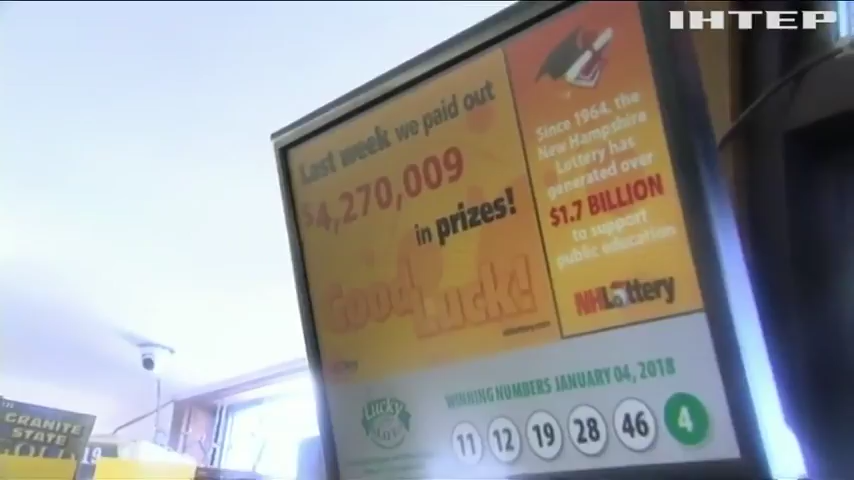 ІНТЕР
Last week we paid out
$4,270,009
in prizes!
Good
Luck!
Since 1964, the
New Hampshire
Lottery has
generated over
$1.7 BILLION
to support
public education
NHLottery
Lucky
WINNING NUMBERS JANUARY 04, 2018
11 12 19 28 46 4
GRANITE
STATE
19